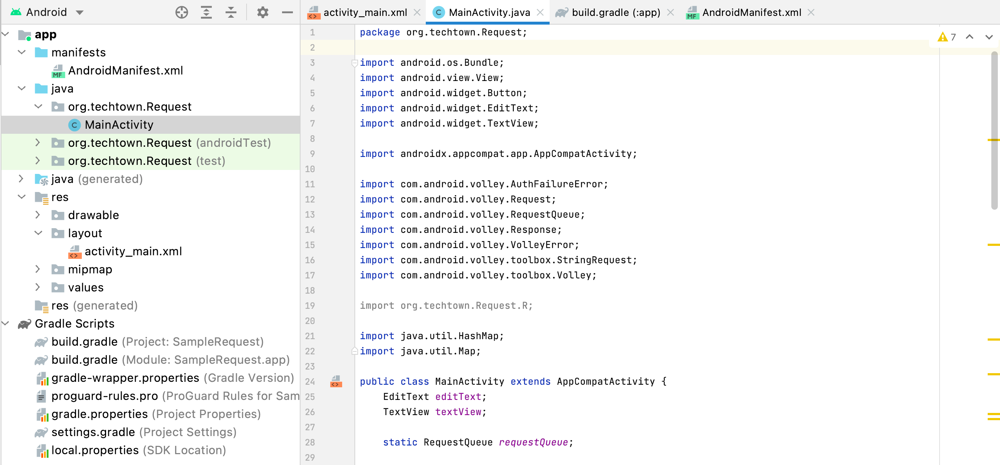 Android
app
manifests
MF AndroidManifest.xml
java
org.techtown.Request
C MainActivity
org.techtown.Request (androidTest)
org.techtown.Request (test)
java (generated)
res
drawable
layout
<> activity_main.xml
mipmap
values
res (generated)
Gradle Scripts
build.gradle (Project: SampleRequest)
build.gradle (Module: SampleRequest.app)
gradle-wrapper.properties (Gradle Version)
proguard-rules.pro (ProGuard Rules for Sam
gradle.properties (Project Properties)
settings.gradle (Project Settings)
local.properties (SDK Location)
<> activity_main.xml C MainActivity.java build.gradle (:app) MF AndroidManifest.xml
7
1 package org.techtown.Request;
2
3 import android.os.Bundle;
4 import android.view.View;
5 import android.widget.Button;
6 import android.widget.EditText;
7 import android.widget.TextView;
8
9 import androidx.appcompat.app.AppCompatActivity;
10
11 import com.android.volley.AuthFailureError;
12 import com.android.volley.Request;
13 import com.android.volley.RequestQueue;
14 import com.android.volley.Response;
15 import com.android.volley.VolleyError;
16 import com.android.volley.toolbox.StringRequest;
17 import com.android.volley.toolbox.Volley;
18
19 import org.techtown.Request.R;
20
21 import java.util.HashMap;
22 import java.util.Map;
23
24 <> public class MainActivity extends AppCompatActivity {
25 EditText editText;
26 TextView textView;
27
28 static RequestQueue requestQueue;
29